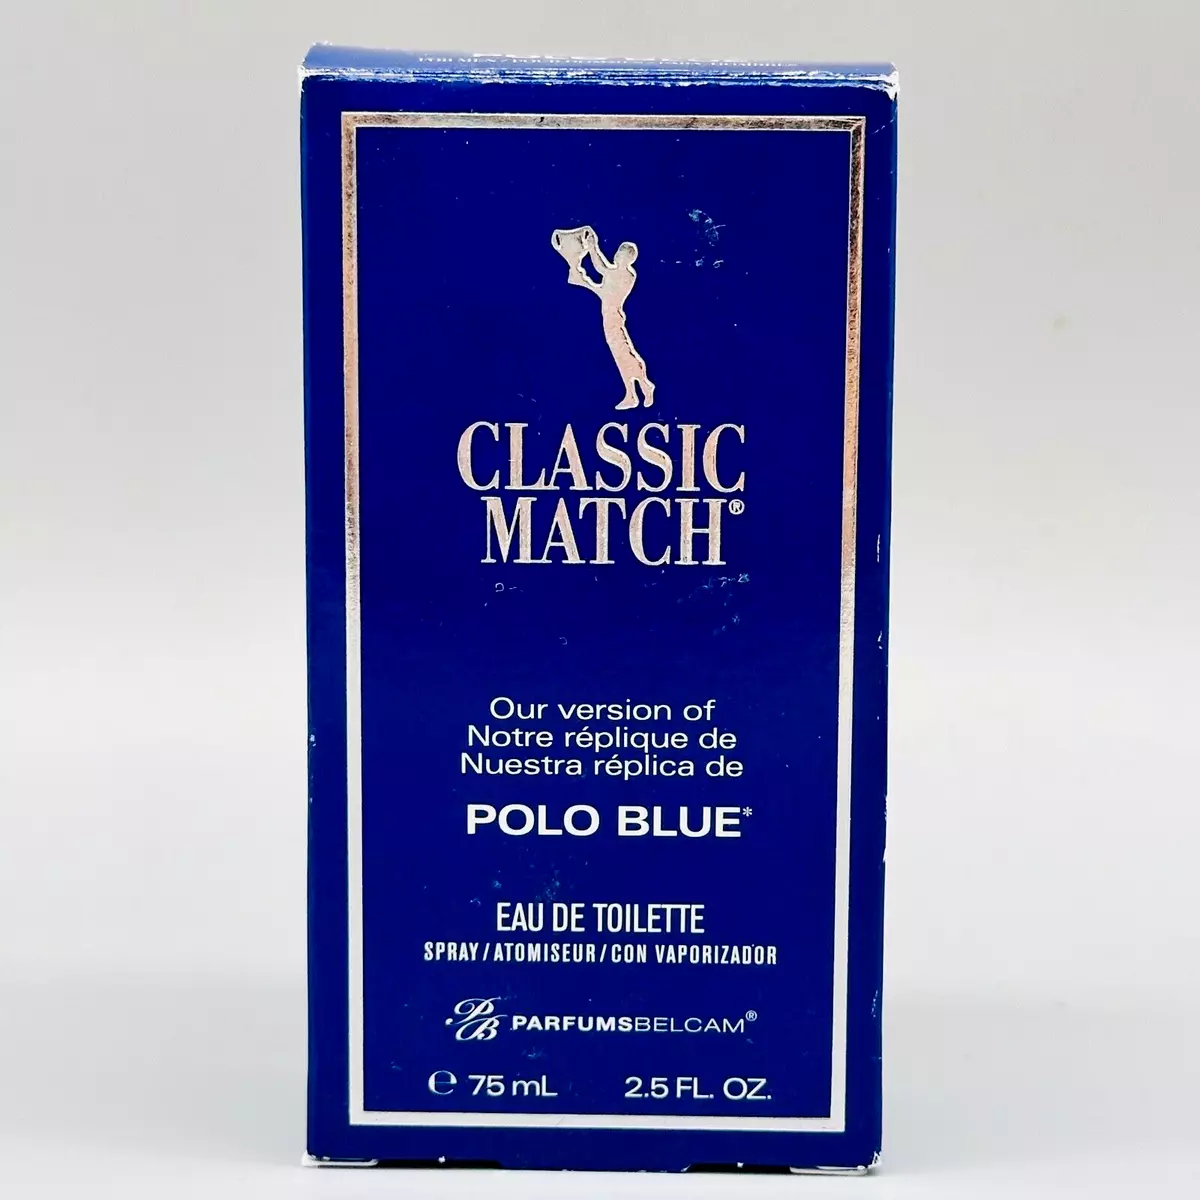 CLASSIC
MATCH®
Our version of
Notre réplique de
Nuestra réplica de
POLO BLUE*
EAU DE TOILETTE
SPRAY/ATOMISEUR/CON VAPORIZADOR
PB PARFUMSBELCAM®
℮ 75 mL 2.5 FL. OZ.